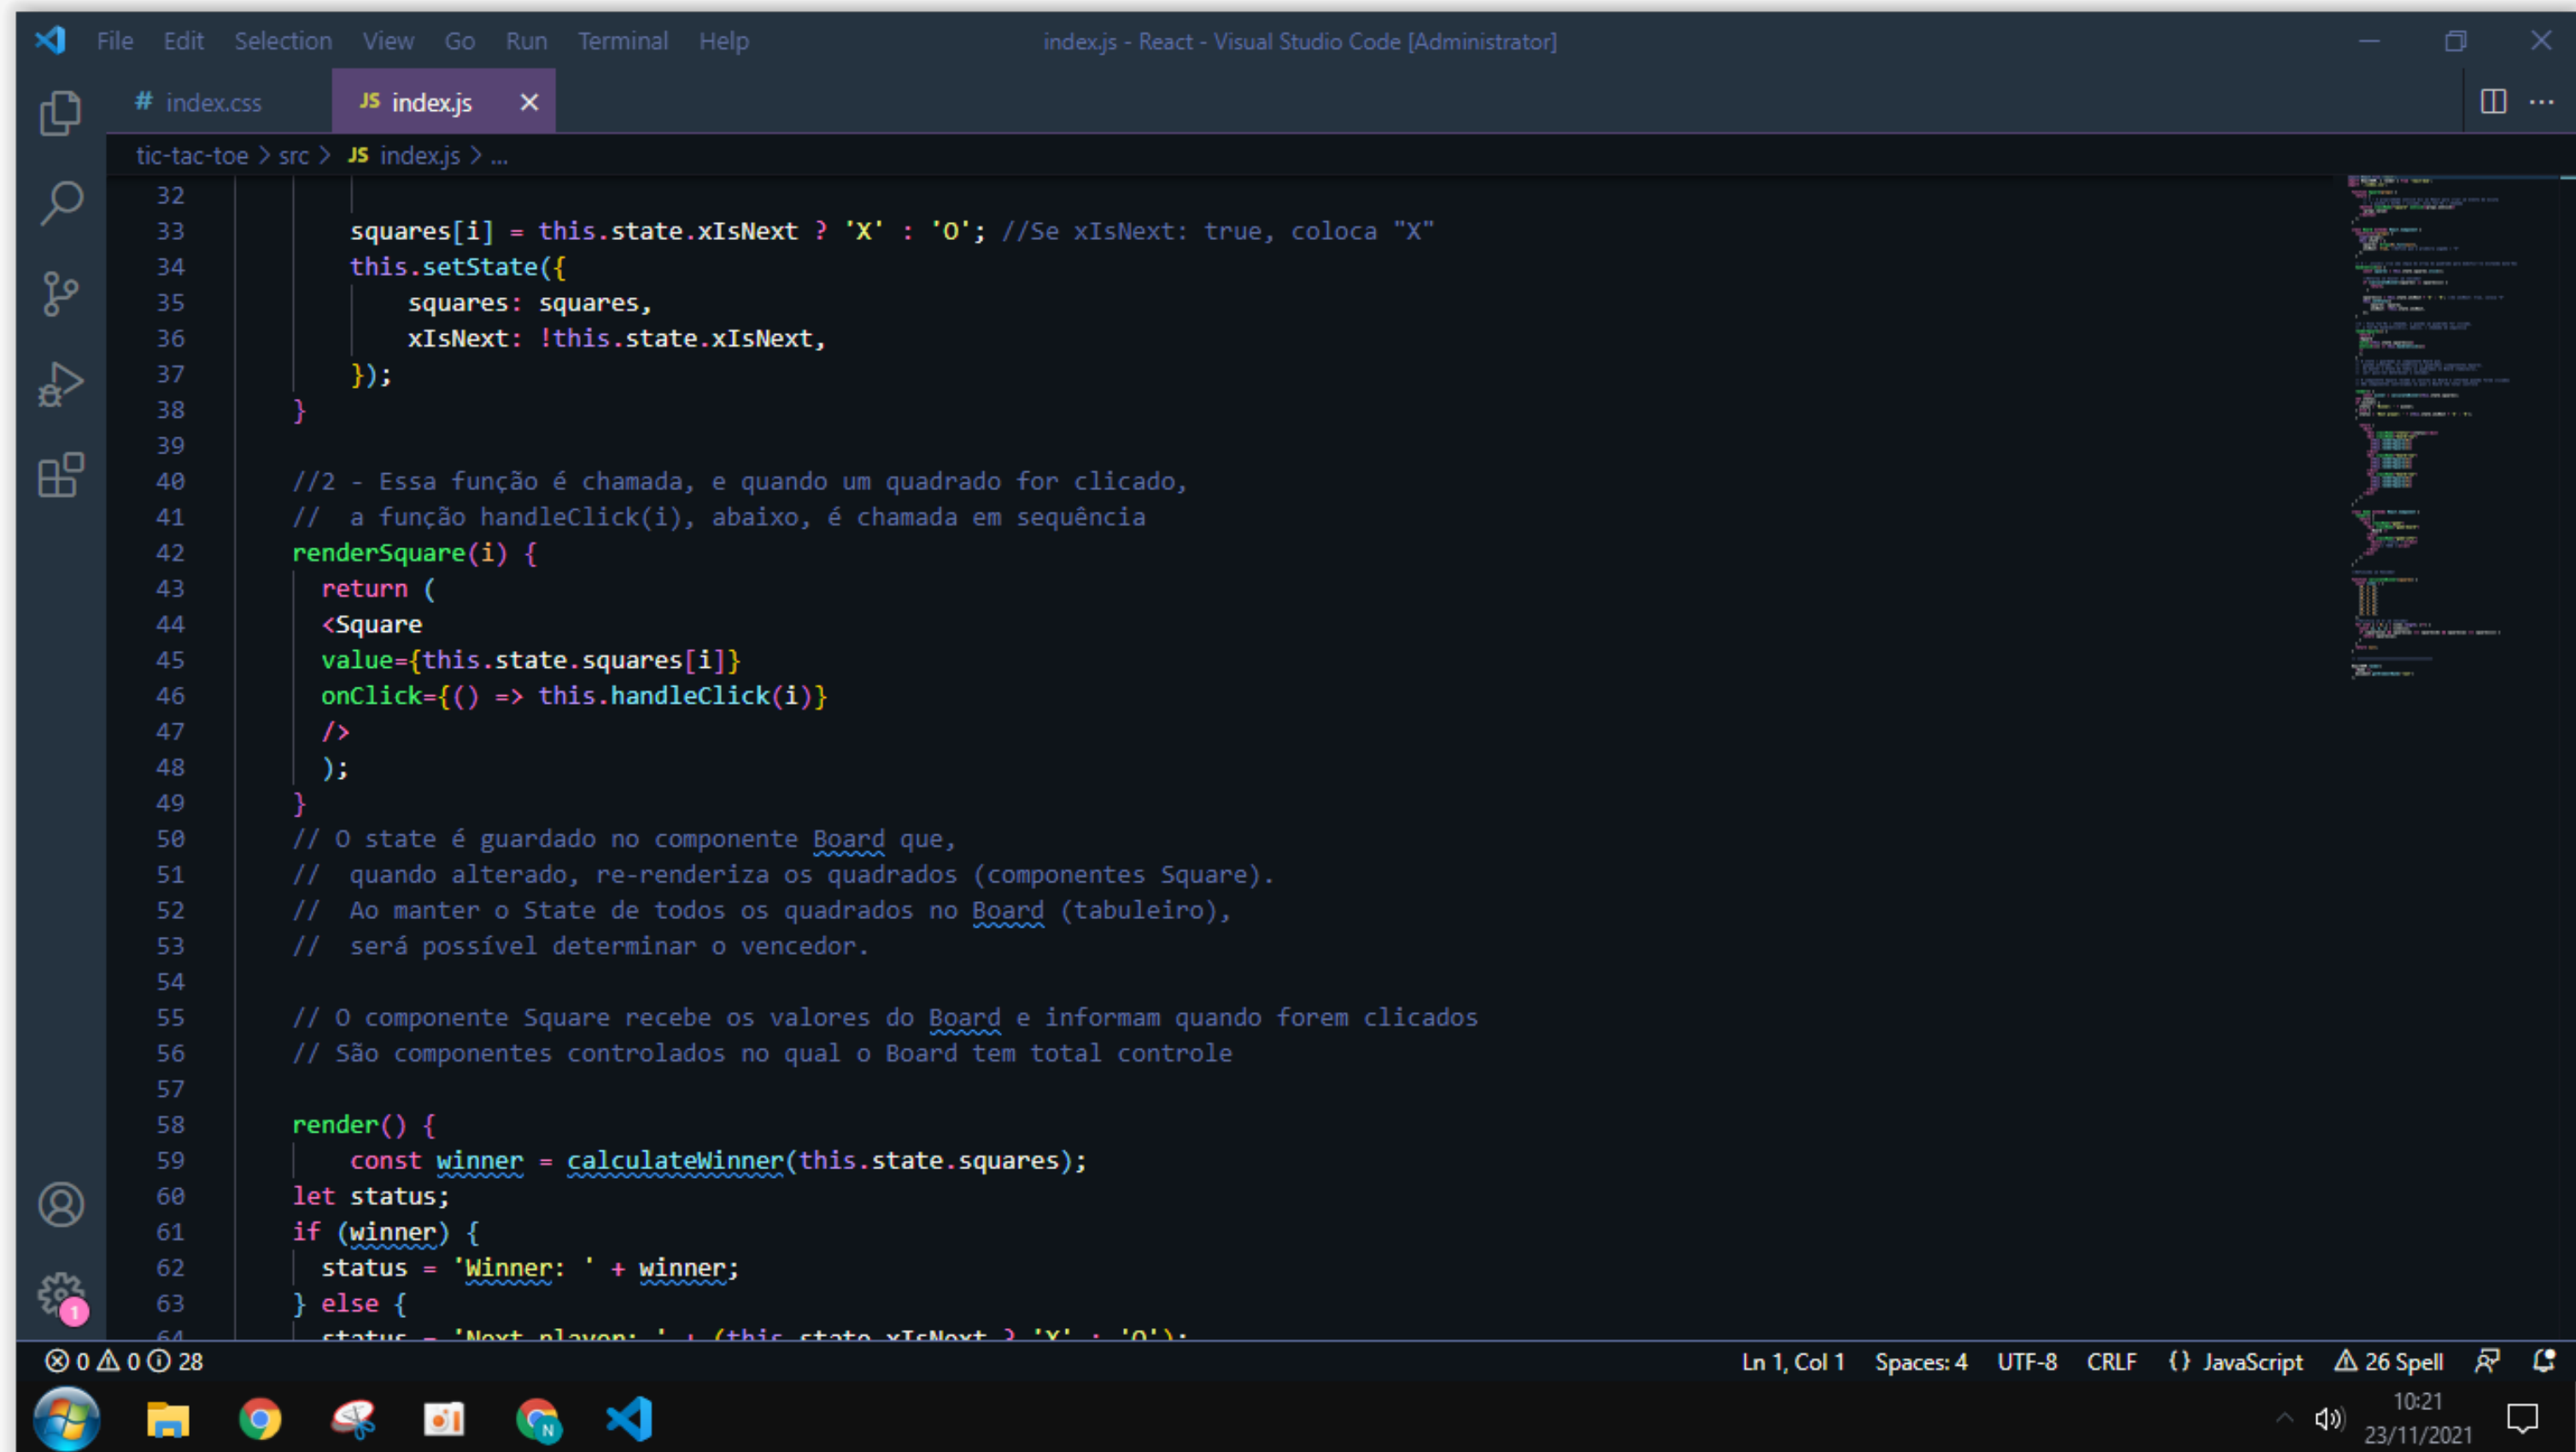 File Edit Selection View Go Run Terminal Help index.js - React - Visual Studio Code [Administrator]
# index.css JS index.js
tic-tac-toe > src > JS index.js > ...
32
33 squares[i] = this.state.xIsNext ? 'X' : 'O'; //Se xIsNext: true, coloca "X"
34 this.setState({
35 squares: squares,
36 xIsNext: !this.state.xIsNext,
37 });
38 }
39
40 //2 - Essa função é chamada, e quando um quadrado for clicado,
41 // a função handleClick(i), abaixo, é chamada em sequência
42 renderSquare(i) {
43 return (
44 <Square
45 value={this.state.squares[i]}
46 onClick={() => this.handleClick(i)}
47 />
48 );
49 }
50 // O state é guardado no componente Board que,
51 // quando alterado, re-renderiza os quadrados (componentes Square).
52 // Ao manter o State de todos os quadrados no Board (tabuleiro),
53 // será possível determinar o vencedor.
54
55 // O componente Square recebe os valores do Board e informam quando forem clicados
56 // São componentes controlados no qual o Board tem total controle
57
58 render() {
59 const winner = calculateWinner(this.state.squares);
60 let status;
61 if (winner) {
62 status = 'Winner: ' + winner;
63 } else {
64 status = 'Next player: ' + (this.state.xIsNext ? 'X' : 'O');
0 0 28 Ln 1, Col 1 Spaces: 4 UTF-8 CRLF {} JavaScript 26 Spell
1
N
10:21
23/11/2021